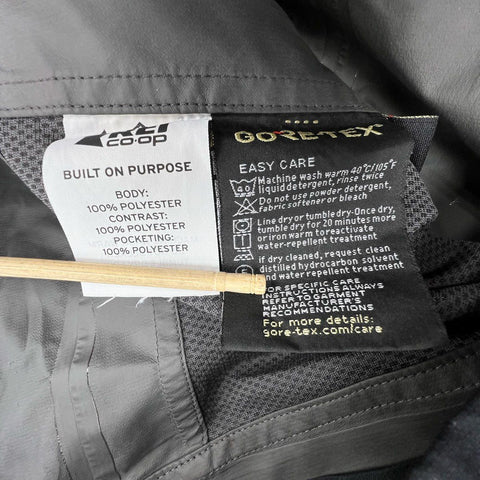 REI
CO·OP
BUILT ON PURPOSE
BODY:
100% POLYESTER
CONTRAST:
100% POLYESTER
POCKETING:
100% POLYESTER
GORE-TEX
EASY CARE
Machine wash warm 40°C/105°F
liquid detergent, rinse twice
Do not use powder detergent,
fabric softener or bleach
Line dry or tumble dry-Once dry,
tumble dry for 20 minutes more
or iron warm to reactivate
water-repellent treatment
if dry cleaned, request clean
distilled hydrocarbon solvent
and water repellent treatment
FOR SPECIFIC CARE
INSTRUCTIONS ALWAYS
REFER TO GARMENT
MANUFACTURER'S
RECOMMENDATIONS
For more details:
gore-tex.com/care